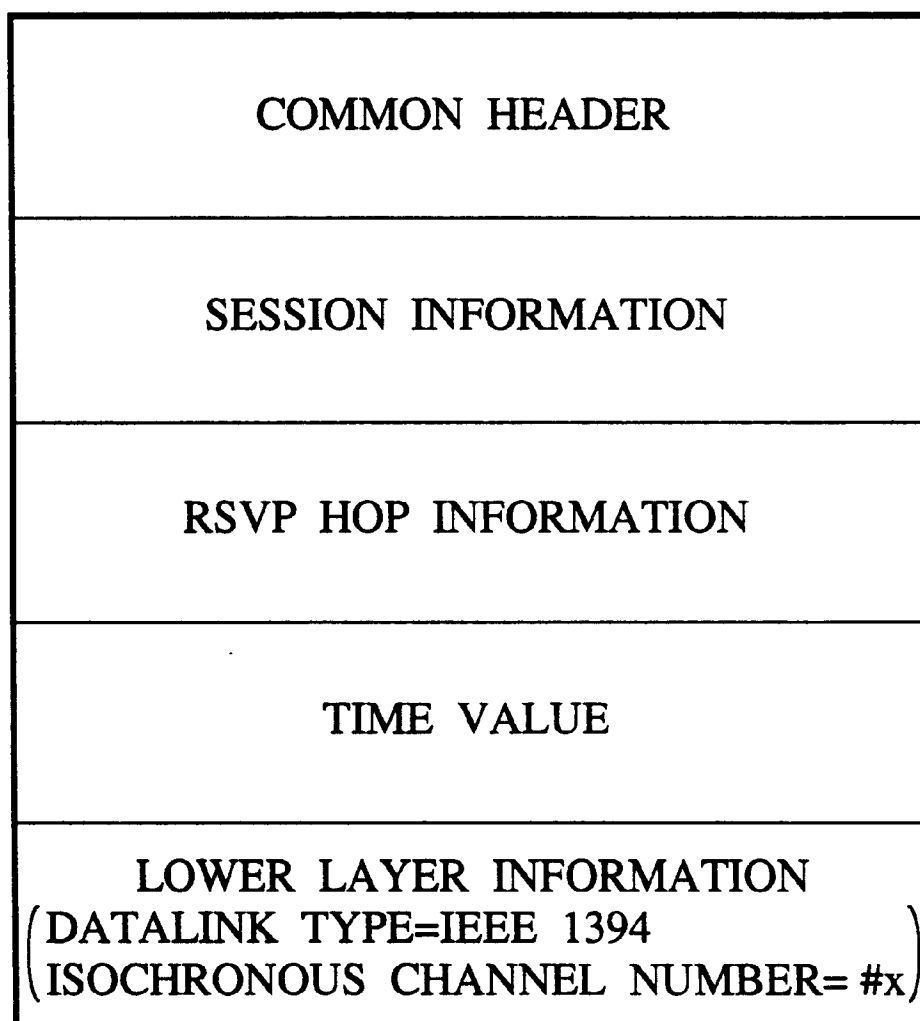 COMMON HEADER
SESSION INFORMATION
RSVP HOP INFORMATION
TIME VALUE
LOWER LAYER INFORMATION
(DATALINK TYPE=IEEE 1394
ISOCHRONOUS CHANNEL NUMBER= #x)